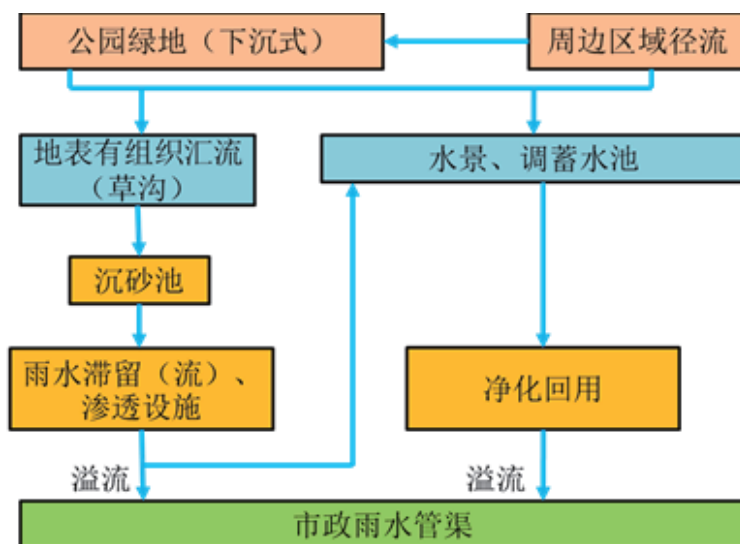 公园绿地（下沉式）
周边区域径流
地表有组织汇流
（草沟）
水景、调蓄水池
沉砂池
雨水滞留（流）、
渗透设施
净化回用
溢流
溢流
市政雨水管渠